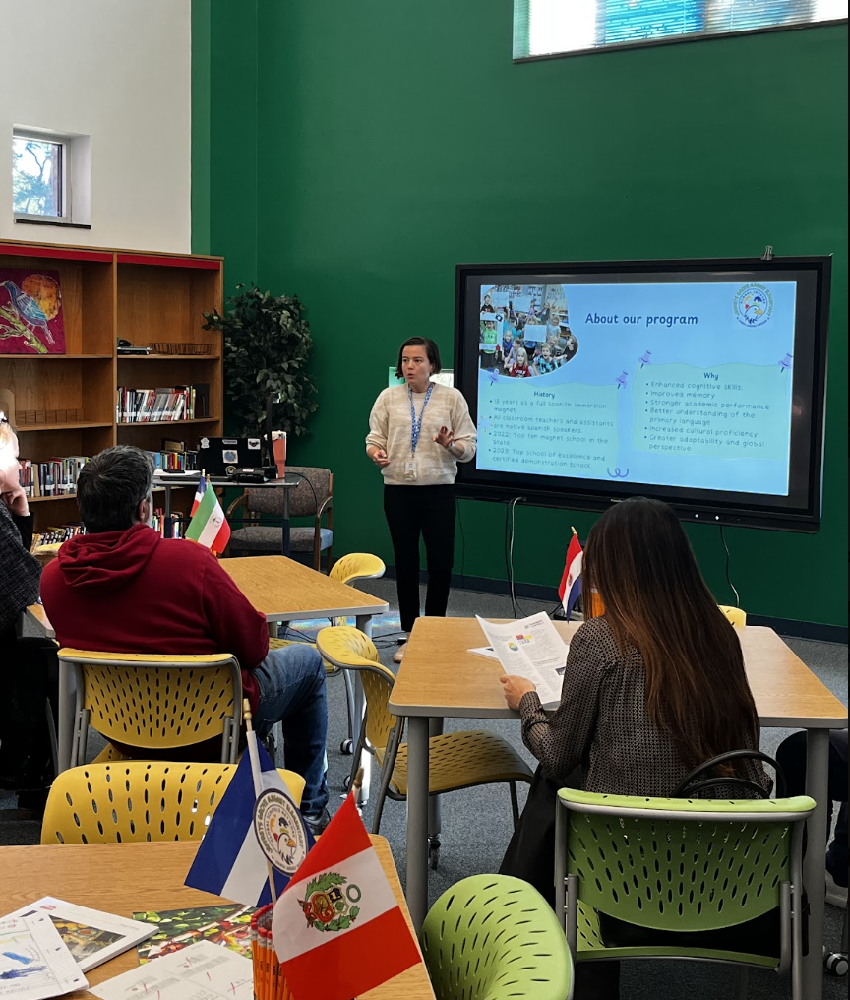 About our program
History
• 18 years as a full Spanish immersion
magnet.
• All classroom teachers and assistants
are native Spanish speakers.
• 2022: Top ten magnet school in the
state.
• 2023: Top school of excellence and
certified demonstration school.
Why
• Enhanced cognitive skills.
• Improved memory
• Stronger academic performance
• Better understanding of the
primary language
• Increased cultural proficiency
• Greater adaptability and global
perspective